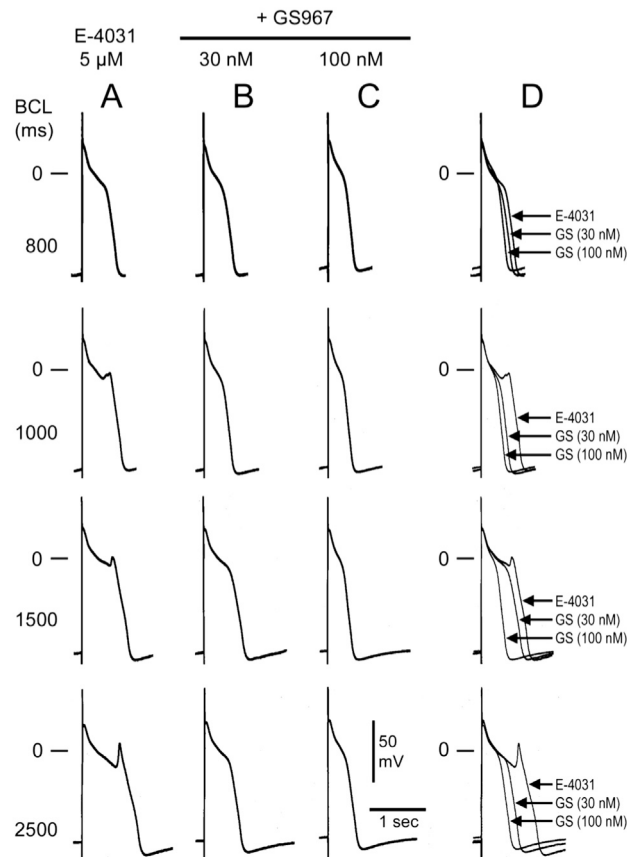 + GS967
E-4031
5 µM 30 nM 100 nM
A B C D
BCL
(ms)
0 0
E-4031
GS (30 nM)
GS (100 nM)
800
0 0
E-4031
GS (30 nM)
GS (100 nM)
1000
0 0
E-4031
GS (30 nM)
GS (100 nM)
1500
0 0
50
mV
E-4031
GS (30 nM)
GS (100 nM)
1 sec
2500